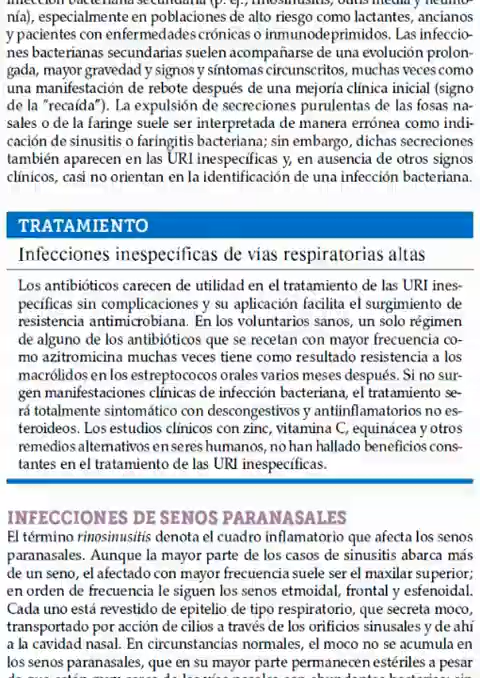 infección bacteriana secundaria (p. ej., rinosinusitis, otitis media y neumo-
nía), especialmente en poblaciones de alto riesgo como lactantes, ancianos
y pacientes con enfermedades crónicas o inmunodeprimidos. Las infeccio-
nes bacterianas secundarias suelen acompañarse de una evolución prolon-
gada, mayor gravedad y signos y síntomas circunscritos, muchas veces como
una manifestación de rebote después de una mejoría clínica inicial (signo
de la “recaída”). La expulsión de secreciones purulentas de las fosas na-
sales o de la faringe suele ser interpretada de manera errónea como indi-
cación de sinusitis o faringitis bacteriana; sin embargo, dichas secreciones
también aparecen en las URI inespecíficas y, en ausencia de otros signos
clínicos, casi no orientan en la identificación de una infección bacteriana.
TRATAMIENTO
Infecciones inespecíficas de vías respiratorias altas
Los antibióticos carecen de utilidad en el tratamiento de las URI ines-
pecíficas sin complicaciones y su aplicación facilita el surgimiento de
resistencia antimicrobiana. En los voluntarios sanos, un solo régimen
de alguno de los antibióticos que se recetan con mayor frecuencia co-
mo azitromicina muchas veces tiene como resultado resistencia a los
macrólidos en los estreptococos orales varios meses después. Si no sur-
gen manifestaciones clínicas de infección bacteriana, el tratamiento se-
rá totalmente sintomático con descongestivos y antiinflamatorios no es-
teroideos. Los estudios clínicos con zinc, vitamina C, equinácea y otros
remedios alternativos en seres humanos, no han hallado beneficios cons-
tantes en el tratamiento de las URI inespecíficas.
INFECCIONES DE SENOS PARANASALES
El término rinosinusitis denota el cuadro inflamatorio que afecta los senos
paranasales. Aunque la mayor parte de los casos de sinusitis abarca más
de un seno, el afectado con mayor frecuencia suele ser el maxilar superior;
en orden de frecuencia le siguen los senos etmoidal, frontal y esfenoidal.
Cada uno está revestido de epitelio de tipo respiratorio, que secreta moco,
transportado por acción de cilios a través de los orificios sinusales y de ahí
a la cavidad nasal. En circunstancias normales, el moco no se acumula en
los senos paranasales, que en su mayor parte permanecen estériles a pesar